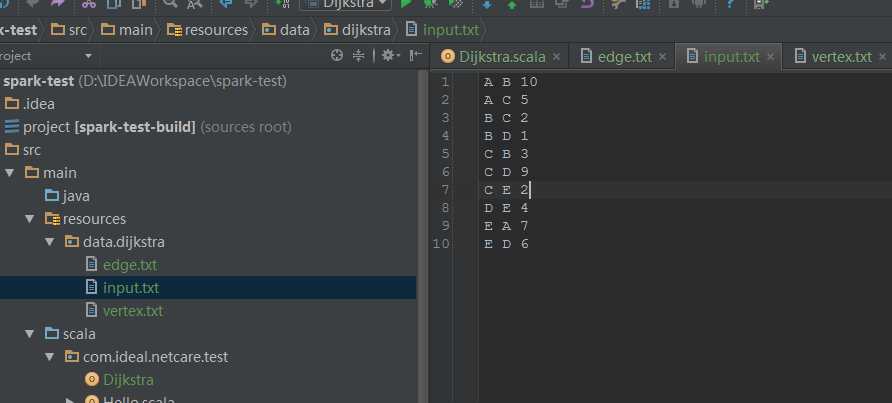 Dijkstra
k-test src main resources data dijkstra input.txt
roject
spark-test (D:\IDEAWorkspace\spark-test)
.idea
project [spark-test-build] (sources root)
src
main
java
resources
data.dijkstra
edge.txt
input.txt
vertex.txt
scala
com.ideal.netcare.test
Dijkstra
Hello.scala
Dijkstra.scala edge.txt input.txt vertex.txt
1 A B 10
2 A C 5
3 B C 2
4 B D 1
5 C B 3
6 C D 9
7 C E 2
8 D E 4
9 E A 7
10 E D 6